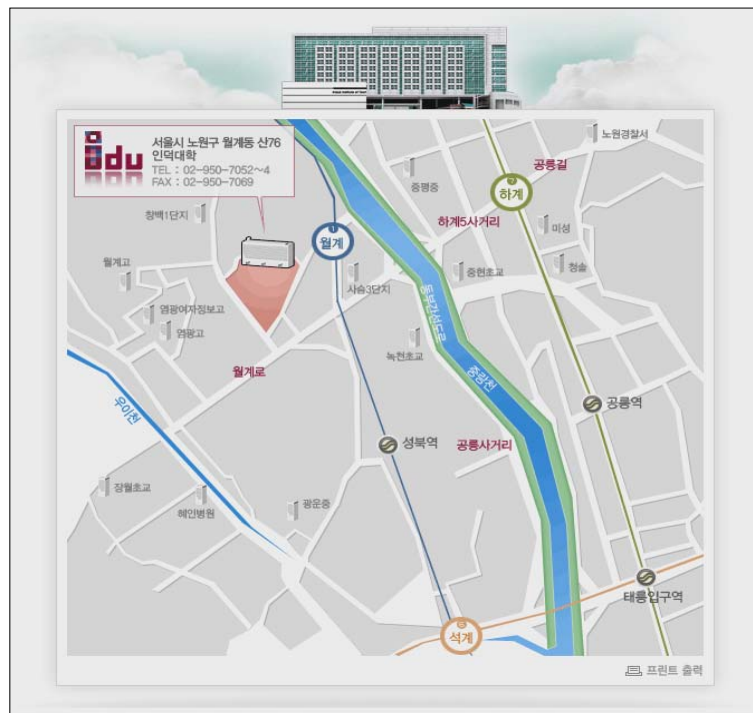 idu
서울시 노원구 월계동 산76
인덕대학
TEL : 02-950-7052~4
FAX : 02-950-7069
노원경찰서
공릉길
중평중
7
하계
창백1단지
하계5사거리
미성
1
월계
월계고
사슴3단지
중현초교
청솔
염광여자정보고
염광고
동부간선도로
녹천초교
월계로
중랑천
우이천
공릉역
성북역
공릉사거리
장월초교
혜인병원
광운중
태릉입구역
6
석계
프린트 출력